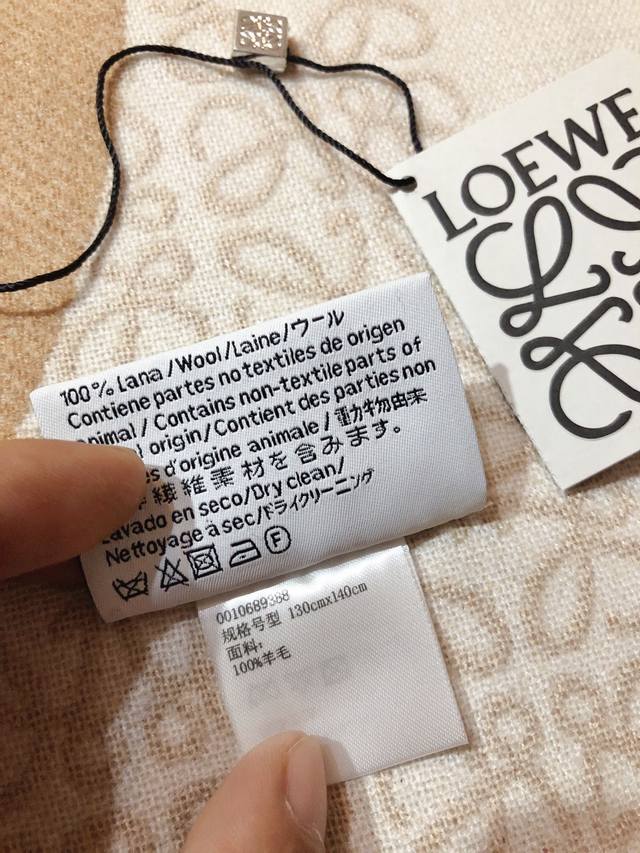 LOEWE
100% Lana/Wool/Laine/ウール
Contiene partes no textiles de origen
animal/Contains non-textile parts of
origin/Contient des parties non
d'origine animale/動物由来
繊維素材を含みます。
Lavado en seco/Dry clean/
Nettoyage à sec/ドライクリーニング
F
0010689388
规格号型 130cmx140cm
面料:
100%羊毛